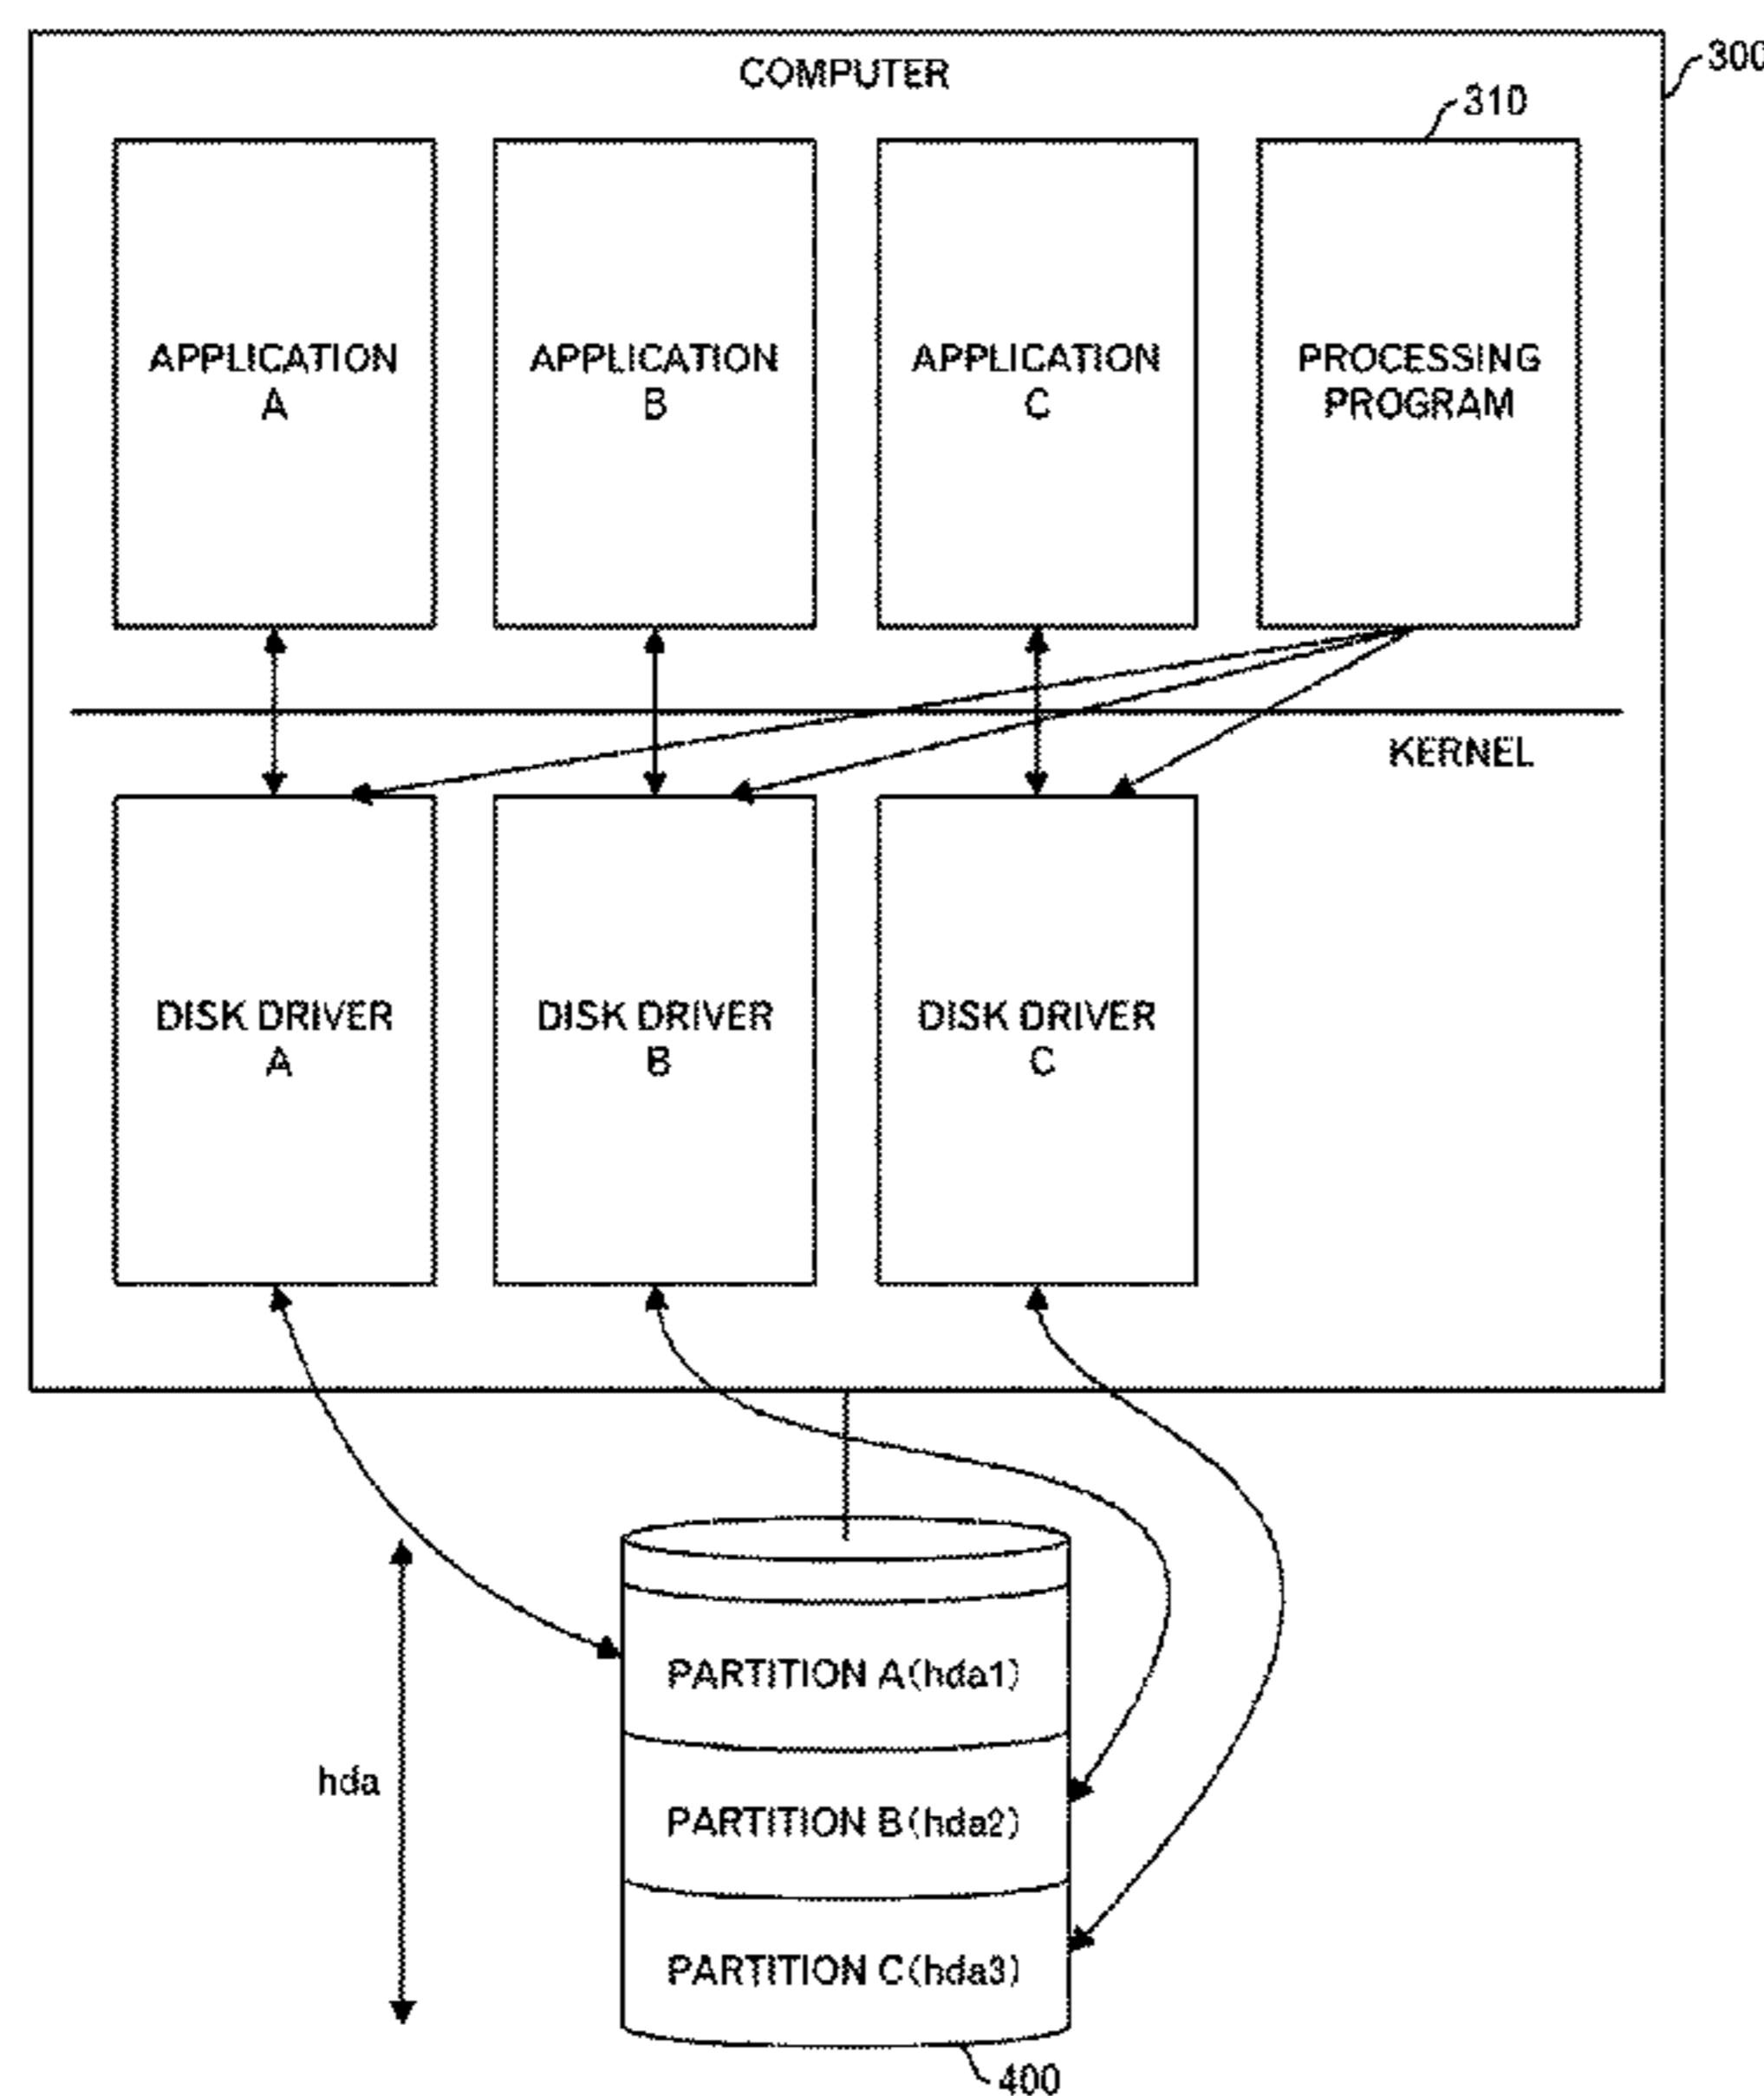 COMPUTER
300
310
APPLICATION
A
APPLICATION
B
APPLICATION
C
PROCESSING
PROGRAM
KERNEL
DISK DRIVER
A
DISK DRIVER
B
DISK DRIVER
C
hda
PARTITION A(hda1)
PARTITION B(hda2)
PARTITION C(hda3)
400